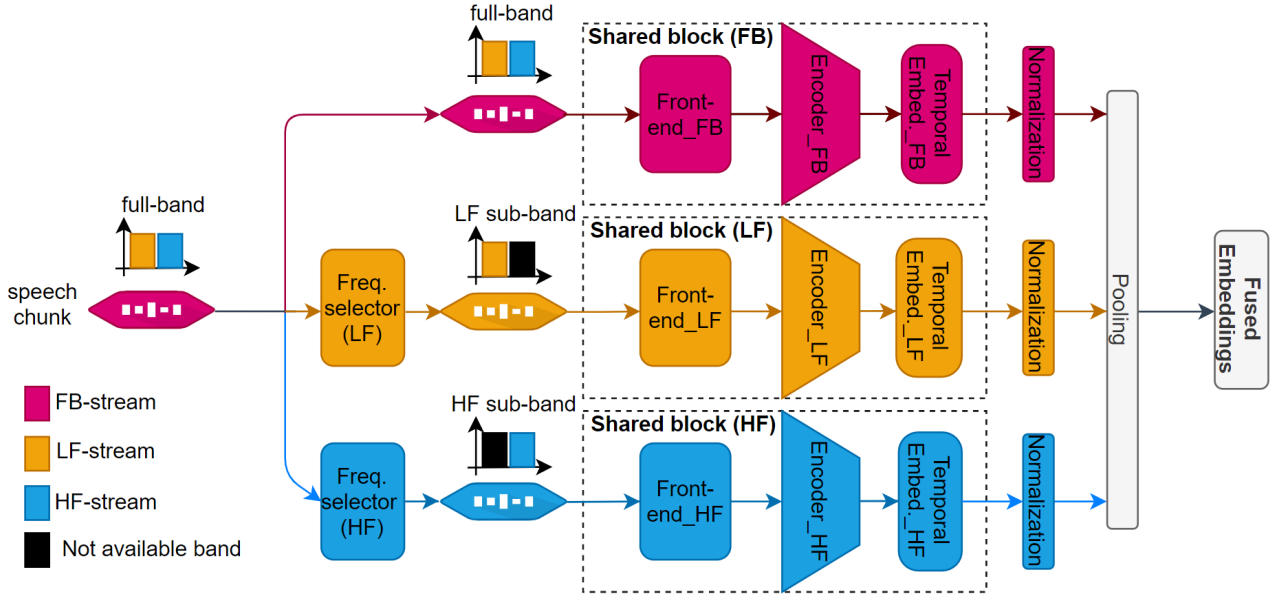 full-band
Shared block (FB)
Front-
end_FB
Encoder_FB
Temporal
Embed._FB
Normalization
full-band
speech
chunk
Freq.
selector
(LF)
LF sub-band
Shared block (LF)
Front-
end_LF
Encoder_LF
Temporal
Embed._LF
Normalization
Pooling
Fused
Embeddings
FB-stream
LF-stream
HF-stream
Not available band
Freq.
selector
(HF)
HF sub-band
Shared block (HF)
Front-
end_HF
Encoder_HF
Temporal
Embed._HF
Normalization